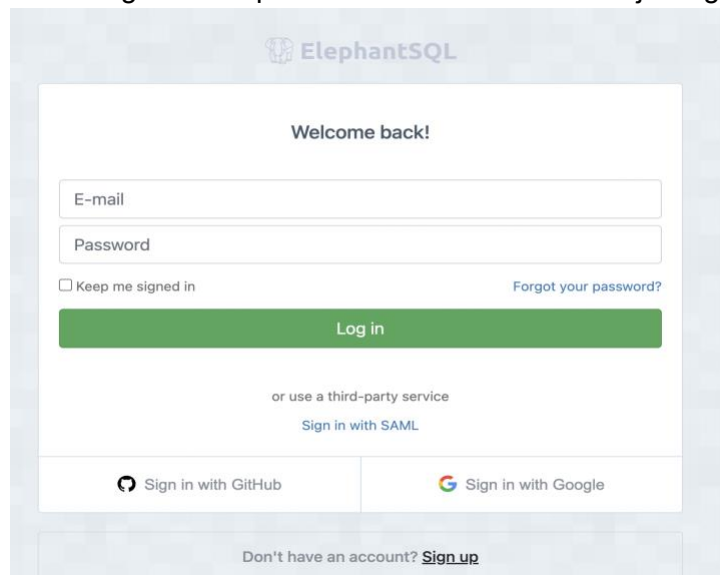 ElephantSQL
Welcome back!
E-mail
Password
Keep me signed in
Forgot your password?
Log in
or use a third-party service
Sign in with SAML
Sign in with GitHub
Sign in with Google
Don't have an account? Sign up